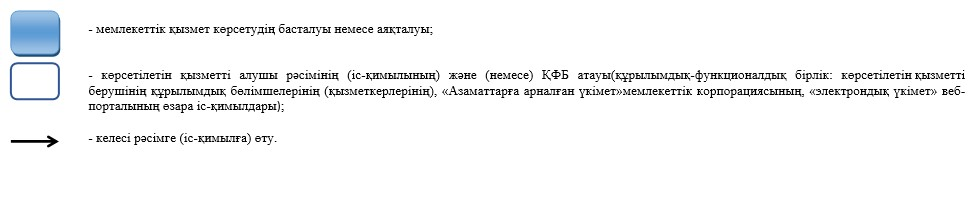 - мемлекеттік қызмет көрсетудің басталуы немесе аяқталуы;
- көрсетілетін қызметті алушы рәсімінің (іс-қимылының) және (немесе) ҚФБ атауы(құрылымдық-функционалдық бірлік: көрсетілетін қызметті
берушінің құрылымдық бөлімшелерінің (қызметкерлерінің), «Азаматтарға арналған үкімет»мемлекеттік корпорациясының, «электрондық үкімет» веб-
порталының өзара іс-қимылдары);
- келесі рәсімге (іс-қимылға) өту.